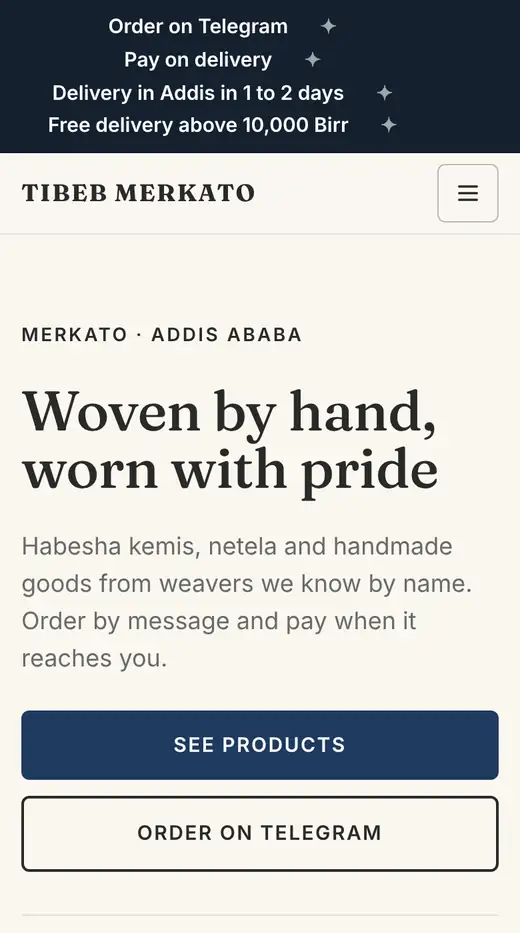 Order on Telegram ✦
Pay on delivery ✦
Delivery in Addis in 1 to 2 days ✦
Free delivery above 10,000 Birr ✦
TIBEB MERKATO
MERKATO · ADDIS ABABA
Woven by hand,
worn with pride
Habesha kemis, netela and handmade
goods from weavers we know by name.
Order by message and pay when it
reaches you.
SEE PRODUCTS
ORDER ON TELEGRAM